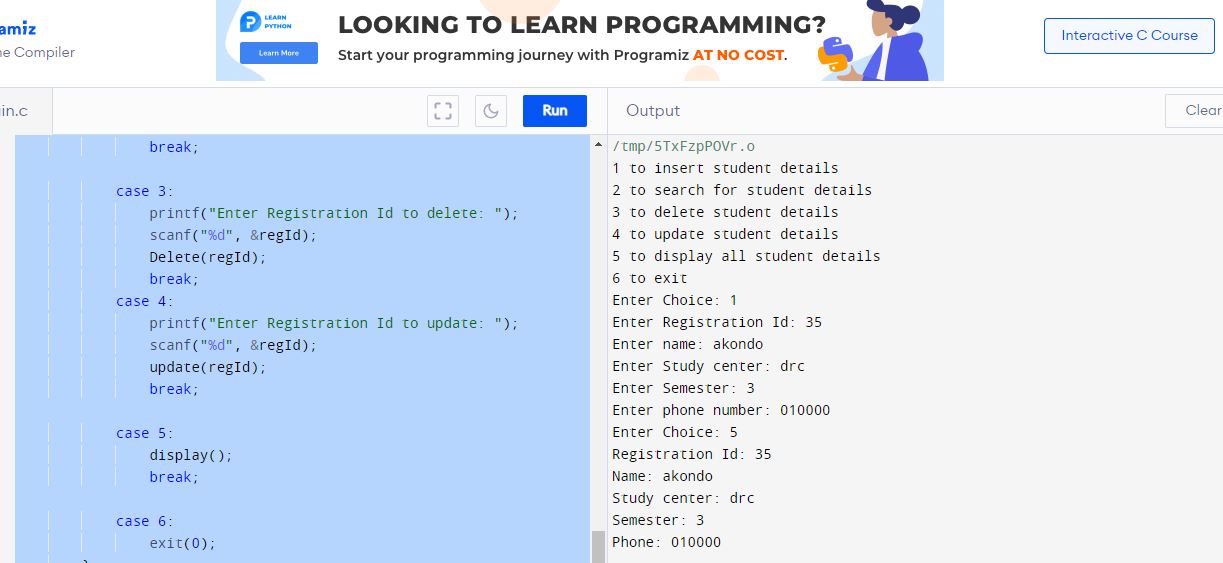 amiz
ne Compiler
LEARN
PYTHON
Learn More
LOOKING TO LEARN PROGRAMMING?
Start your programming journey with Programiz AT NO COST.
Interactive C Course
in.c
Run
Output
Clear
break;
case 3:
printf("Enter Registration Id to delete: ");
scanf("%d", &regId);
Delete(regId);
break;
case 4:
printf("Enter Registration Id to update: ");
scanf("%d", &regId);
update(regId);
break;
case 5:
display();
break;
case 6:
exit(0);
/tmp/5TxFzpPOVr.o
1 to insert student details
2 to search for student details
3 to delete student details
4 to update student details
5 to display all student details
6 to exit
Enter Choice: 1
Enter Registration Id: 35
Enter name: akondo
Enter Study center: drc
Enter Semester: 3
Enter phone number: 010000
Enter Choice: 5
Registration Id: 35
Name: akondo
Study center: drc
Semester: 3
Phone: 010000